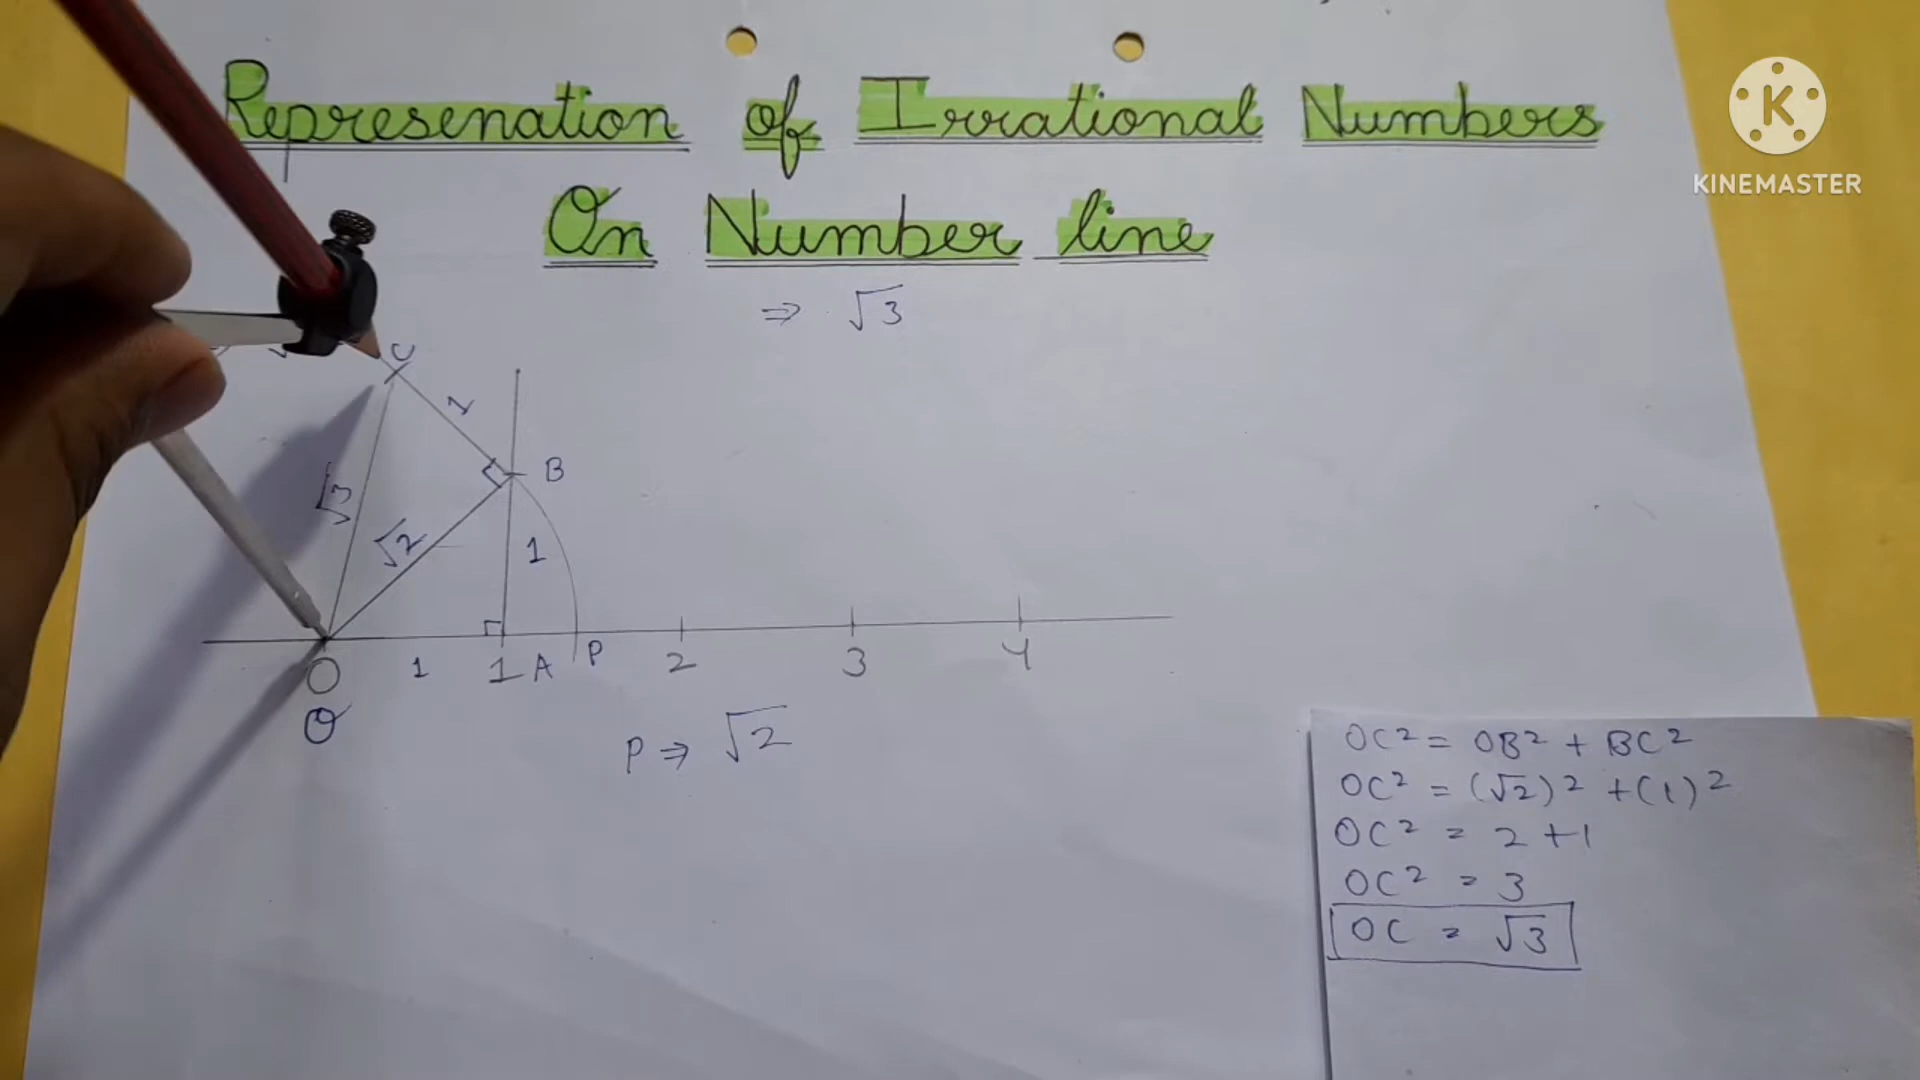 Represenation of Irrational Numbers
On Number line
KINEMASTER
K
⇒ √3
C
1
B
√3
√2
1
0 1 1 A P 2 3 4
O
P ⇒ √2
OC² = OB² + BC²
OC² = (√2)² + (1)²
OC² = 2 + 1
OC² = 3
OC = √3